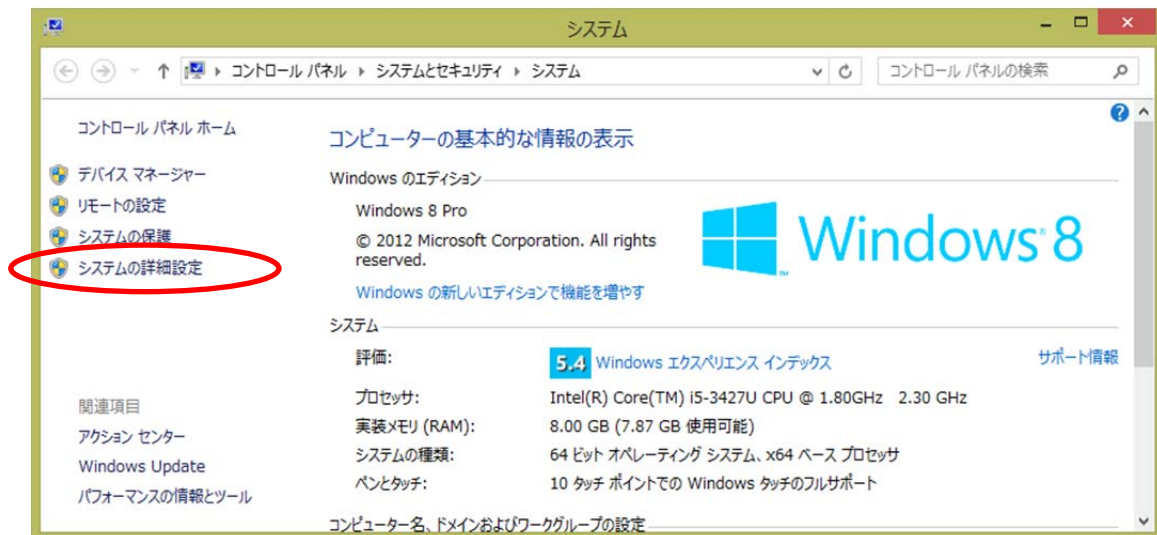 システム
コントロール パネル ▸ システムとセキュリティ ▸ システム
コントロール パネルの検索
コントロール パネル ホーム
デバイス マネージャー
リモートの設定
システムの保護
システムの詳細設定
関連項目
アクション センター
Windows Update
パフォーマンスの情報とツール
コンピューターの基本的な情報の表示
Windows のエディション
Windows 8 Pro
© 2012 Microsoft Corporation. All rights
reserved.
Windows の新しいエディションで機能を増やす
Windows 8
システム
評価: 5.4 Windows エクスペリエンス インデックス
サポート情報
プロセッサ: Intel(R) Core(TM) i5-3427U CPU @ 1.80GHz 2.30 GHz
実装メモリ (RAM): 8.00 GB (7.87 GB 使用可能)
システムの種類: 64 ビット オペレーティング システム、x64 ベース プロセッサ
ペンとタッチ: 10 タッチ ポイントでの Windows タッチのフルサポート
コンピューター名、ドメインおよびワークグループの設定